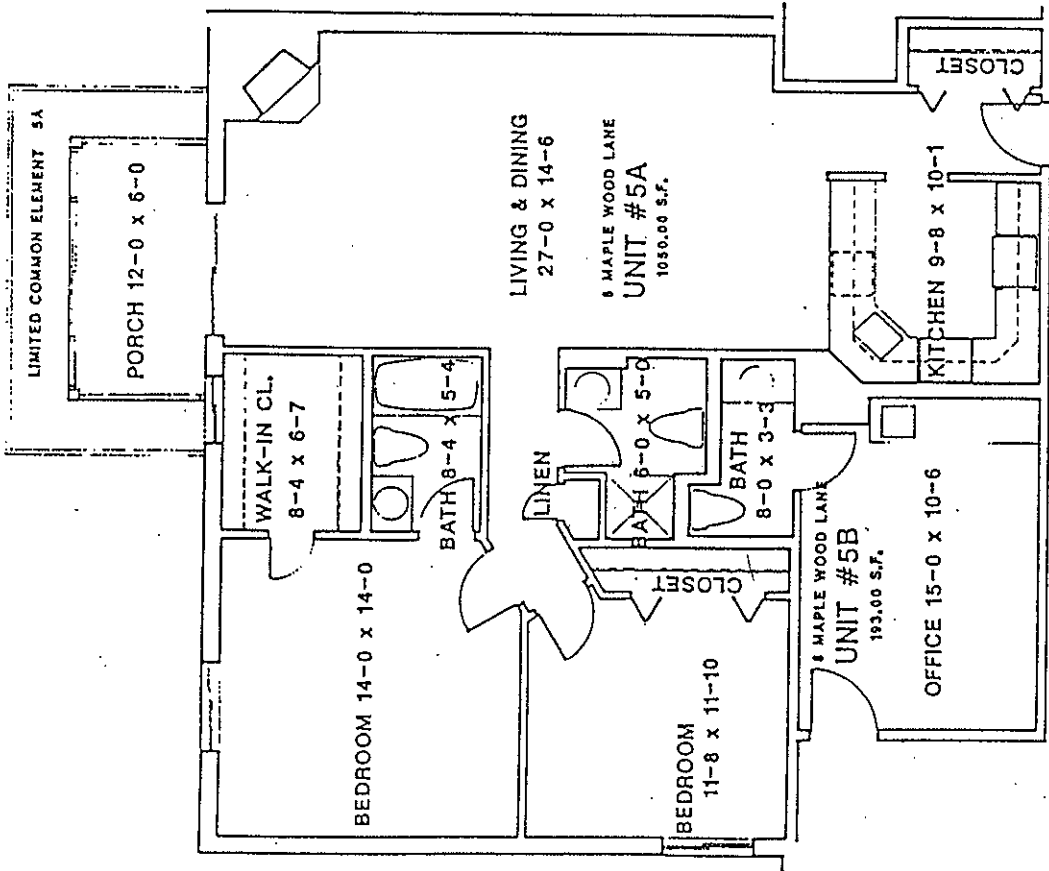 LIMITED COMMON ELEMENT 5A
PORCH 12-0 x 6-0
WALK-IN CL.
8-4 x 6-7
BATH 8-4 x 5-4
BEDROOM 14-0 x 14-0
LIVING & DINING
27-0 x 14-6
5 MAPLE WOOD LANE
UNIT #5A
1050.00 S.F.
LINEN
BATH 6-0 x 5-0
BATH
8-0 x 3-3
CLOSET
BEDROOM
11-8 x 11-10
5 MAPLE WOOD LANE
UNIT #5B
193.00 S.F.
OFFICE 15-0 x 10-6
KITCHEN 9-8 x 10-1
CLOSET